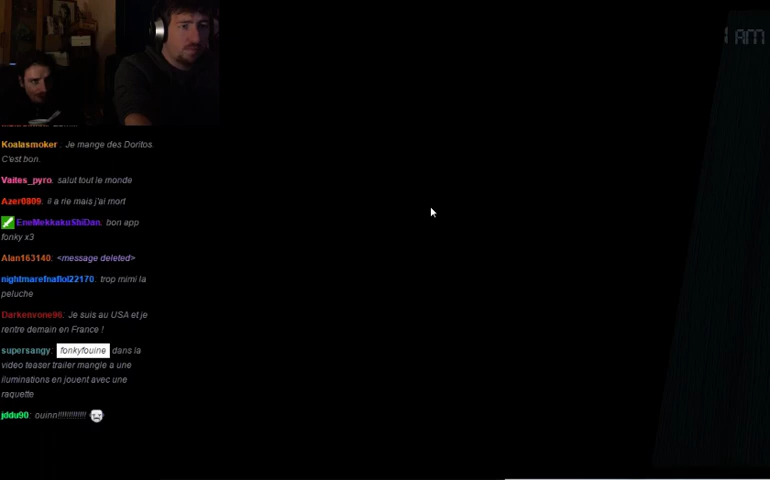 1 AM
Koalasmoker : Je mange des Doritos.
C'est bon.
Vaites_pyro: salut tout le monde
Azer0809: il a rie mais j'ai mort
EneMekkakuShiDan: bon app
fonky x3
Alan163140: <message deleted>
nightmarefnaflol22170: trop mimi la
peluche
Darkenvone96: Je suis au USA et je
rentre demain en France !
supersangy: fonkyfouine dans la
video teaser trailer mangle a une
iluminations en jouent avec une
raquette
jddu90: ouinn!!!!!!!!!!!!!